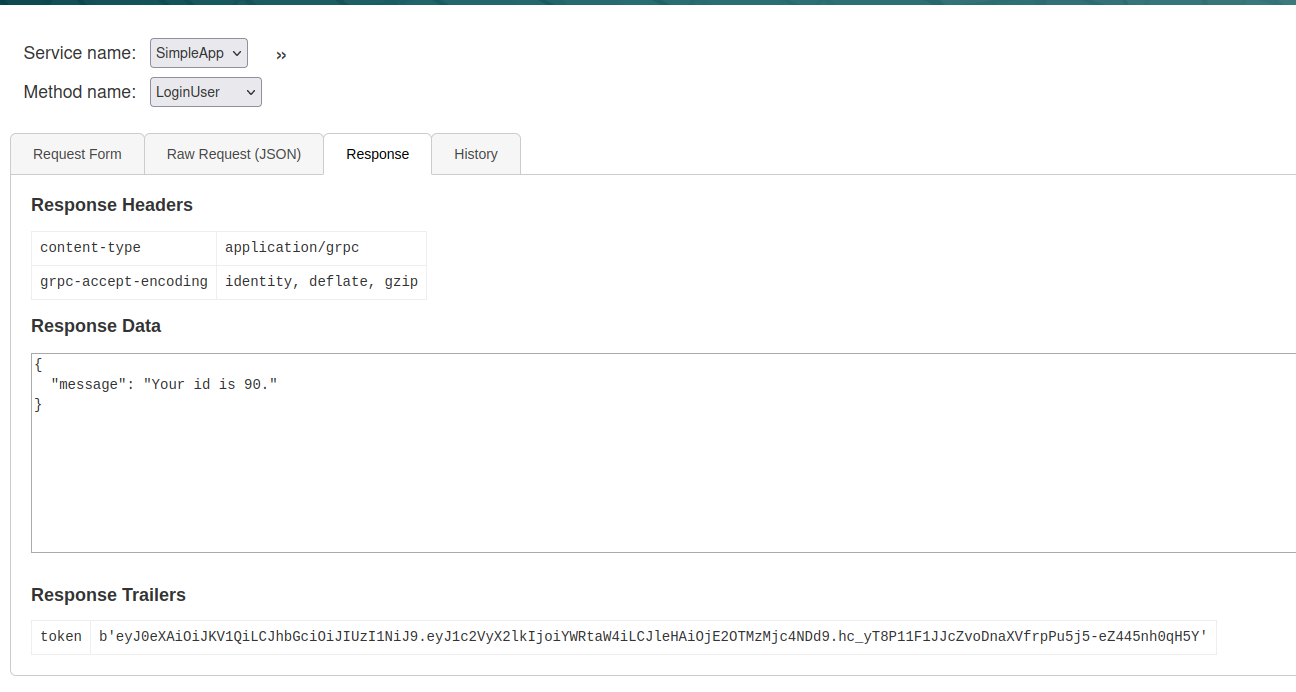 Service name: SimpleApp »
Method name: LoginUser
Request Form Raw Request (JSON) Response History
Response Headers
content-type application/grpc
grpc-accept-encoding identity, deflate, gzip
Response Data
{
"message": "Your id is 90."
}
Response Trailers
token b'eyJ0eXAiOiJKV1QiLCJhbGciOiJIUzI1NiJ9.eyJ1c2VyX2lkIjoiYWRtaW4iLCJleHAiOjE2OTMzMjc4NDd9.hc_yT8P11F1JJcZvoDnaXVfrpPu5j5-eZ445nh0qH5Y'